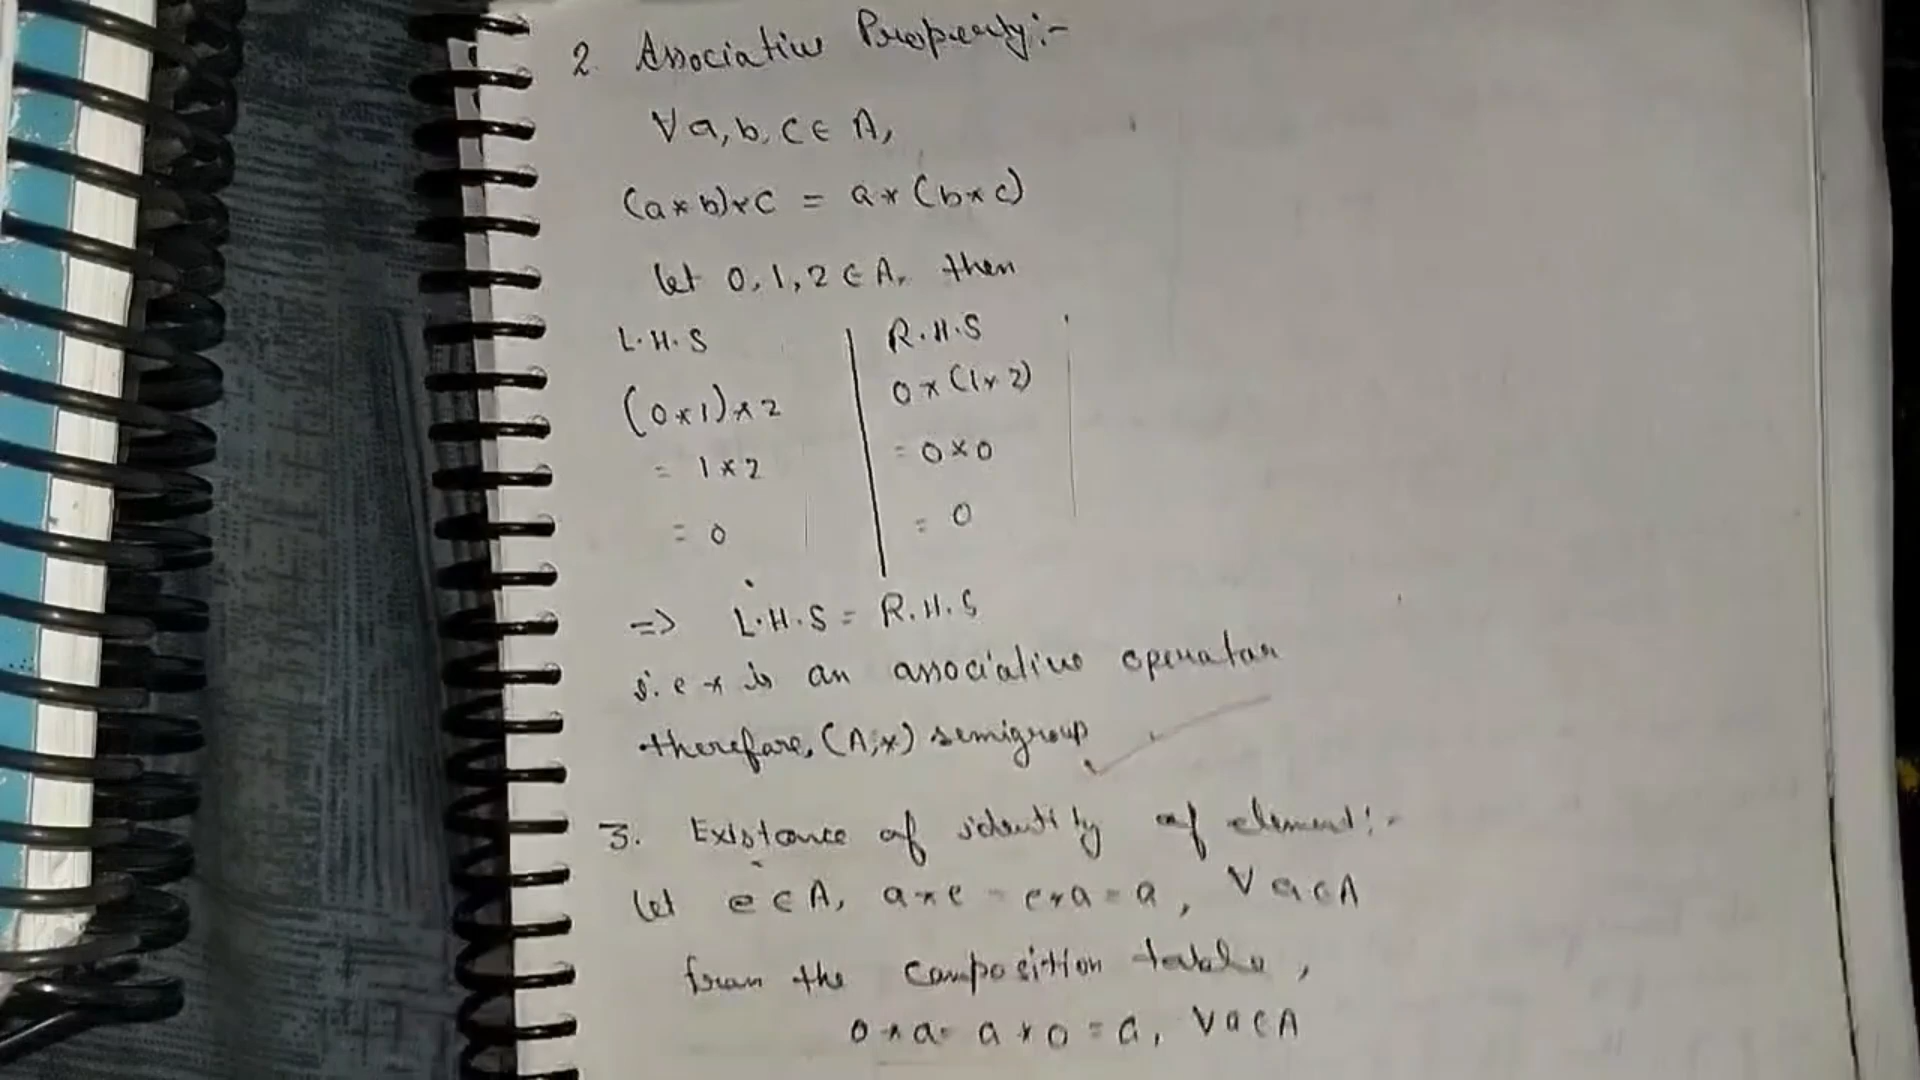 2. Associative Property:-
∀ a, b, c ∈ A,
(a * b) * c = a * (b * c)
let 0, 1, 2 ∈ A, then
L.H.S
(0 * 1) * 2
= 1 * 2
= 0
R.H.S
0 * (1 * 2)
= 0 * 0
= 0
=> L.H.S = R.H.S
i.e * is an associative operator
therefore, (A, *) semigroup
3. Existance of identity of element:-
let e ∈ A, a * e = e * a = a, ∀ a ∈ A
from the composition table,
0 * a = a * 0 = a, ∀ a ∈ A